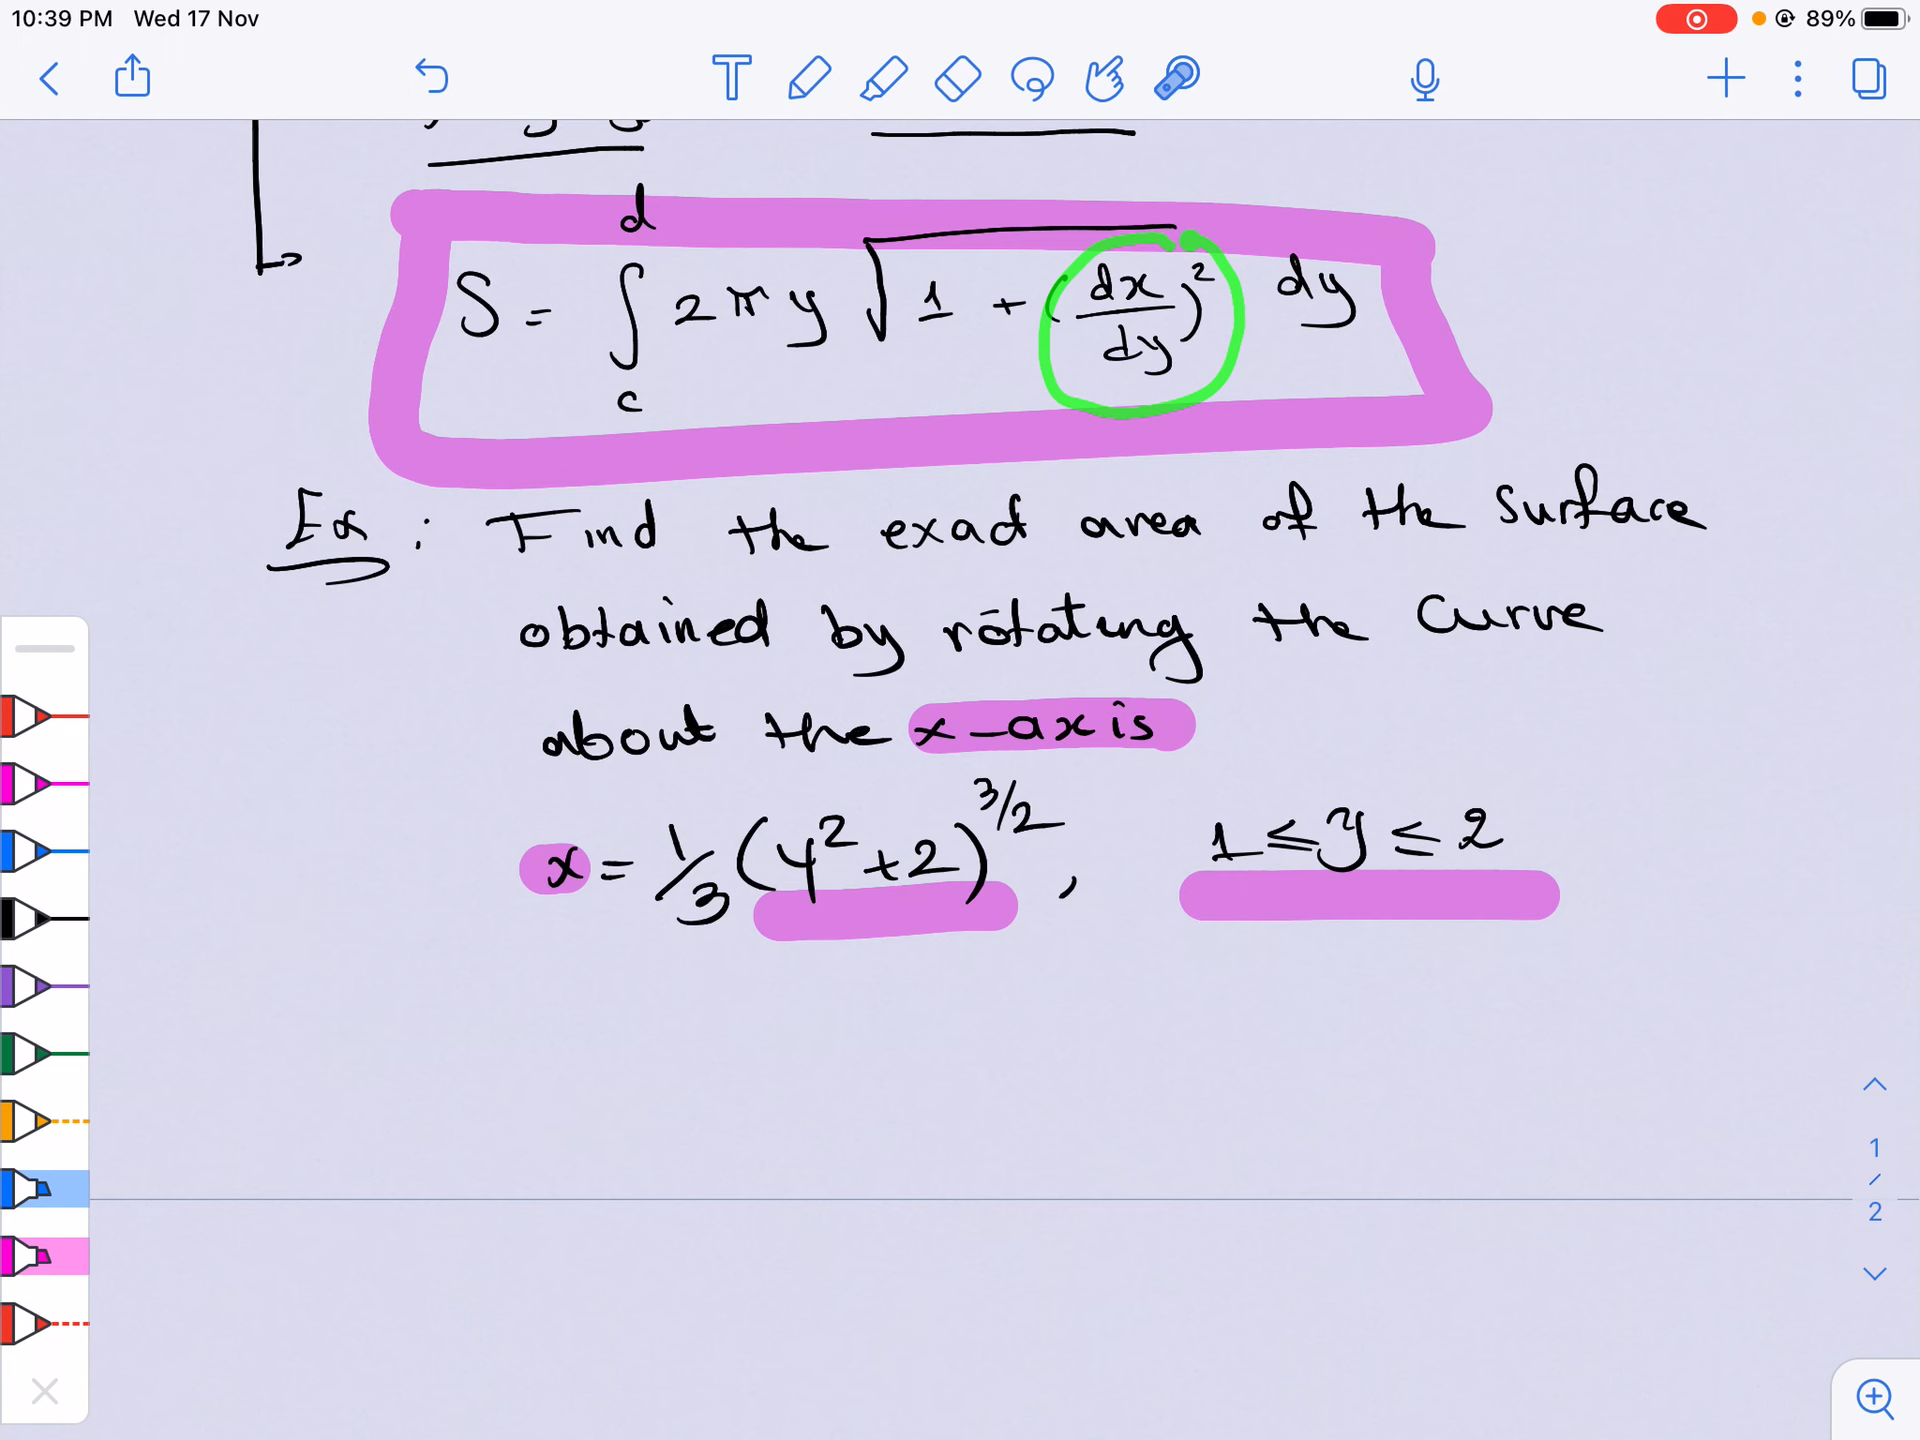 10:39 PM Wed 17 Nov 89%
S = ∫_c^d 2πy √(1 + (dx/dy)²) dy
Ex : Find the exact area of the surface
obtained by rotating the curve
about the x-axis
x = 1/3 (y²+2)^(3/2) , 1 ≤ y ≤ 2
1
/
2